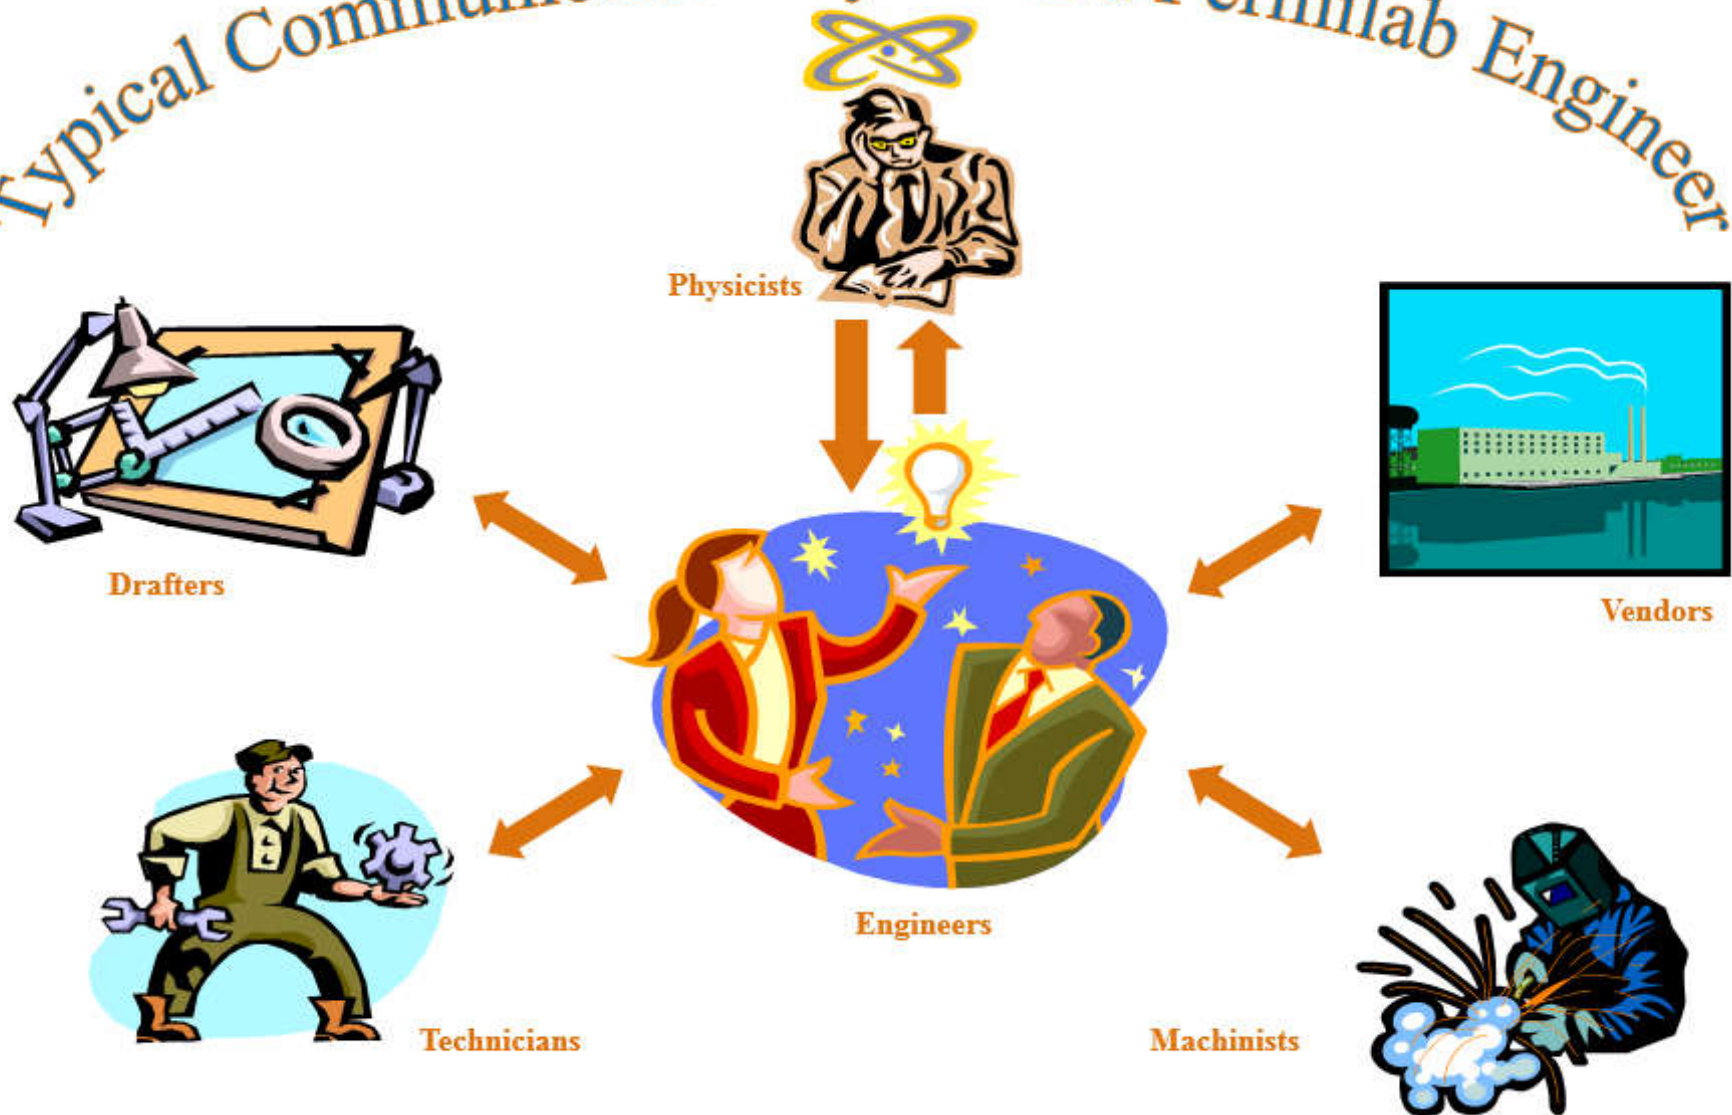 Typical Engineer
Physicists
Drafters
Vendors
Engineers
Technicians
Machinists